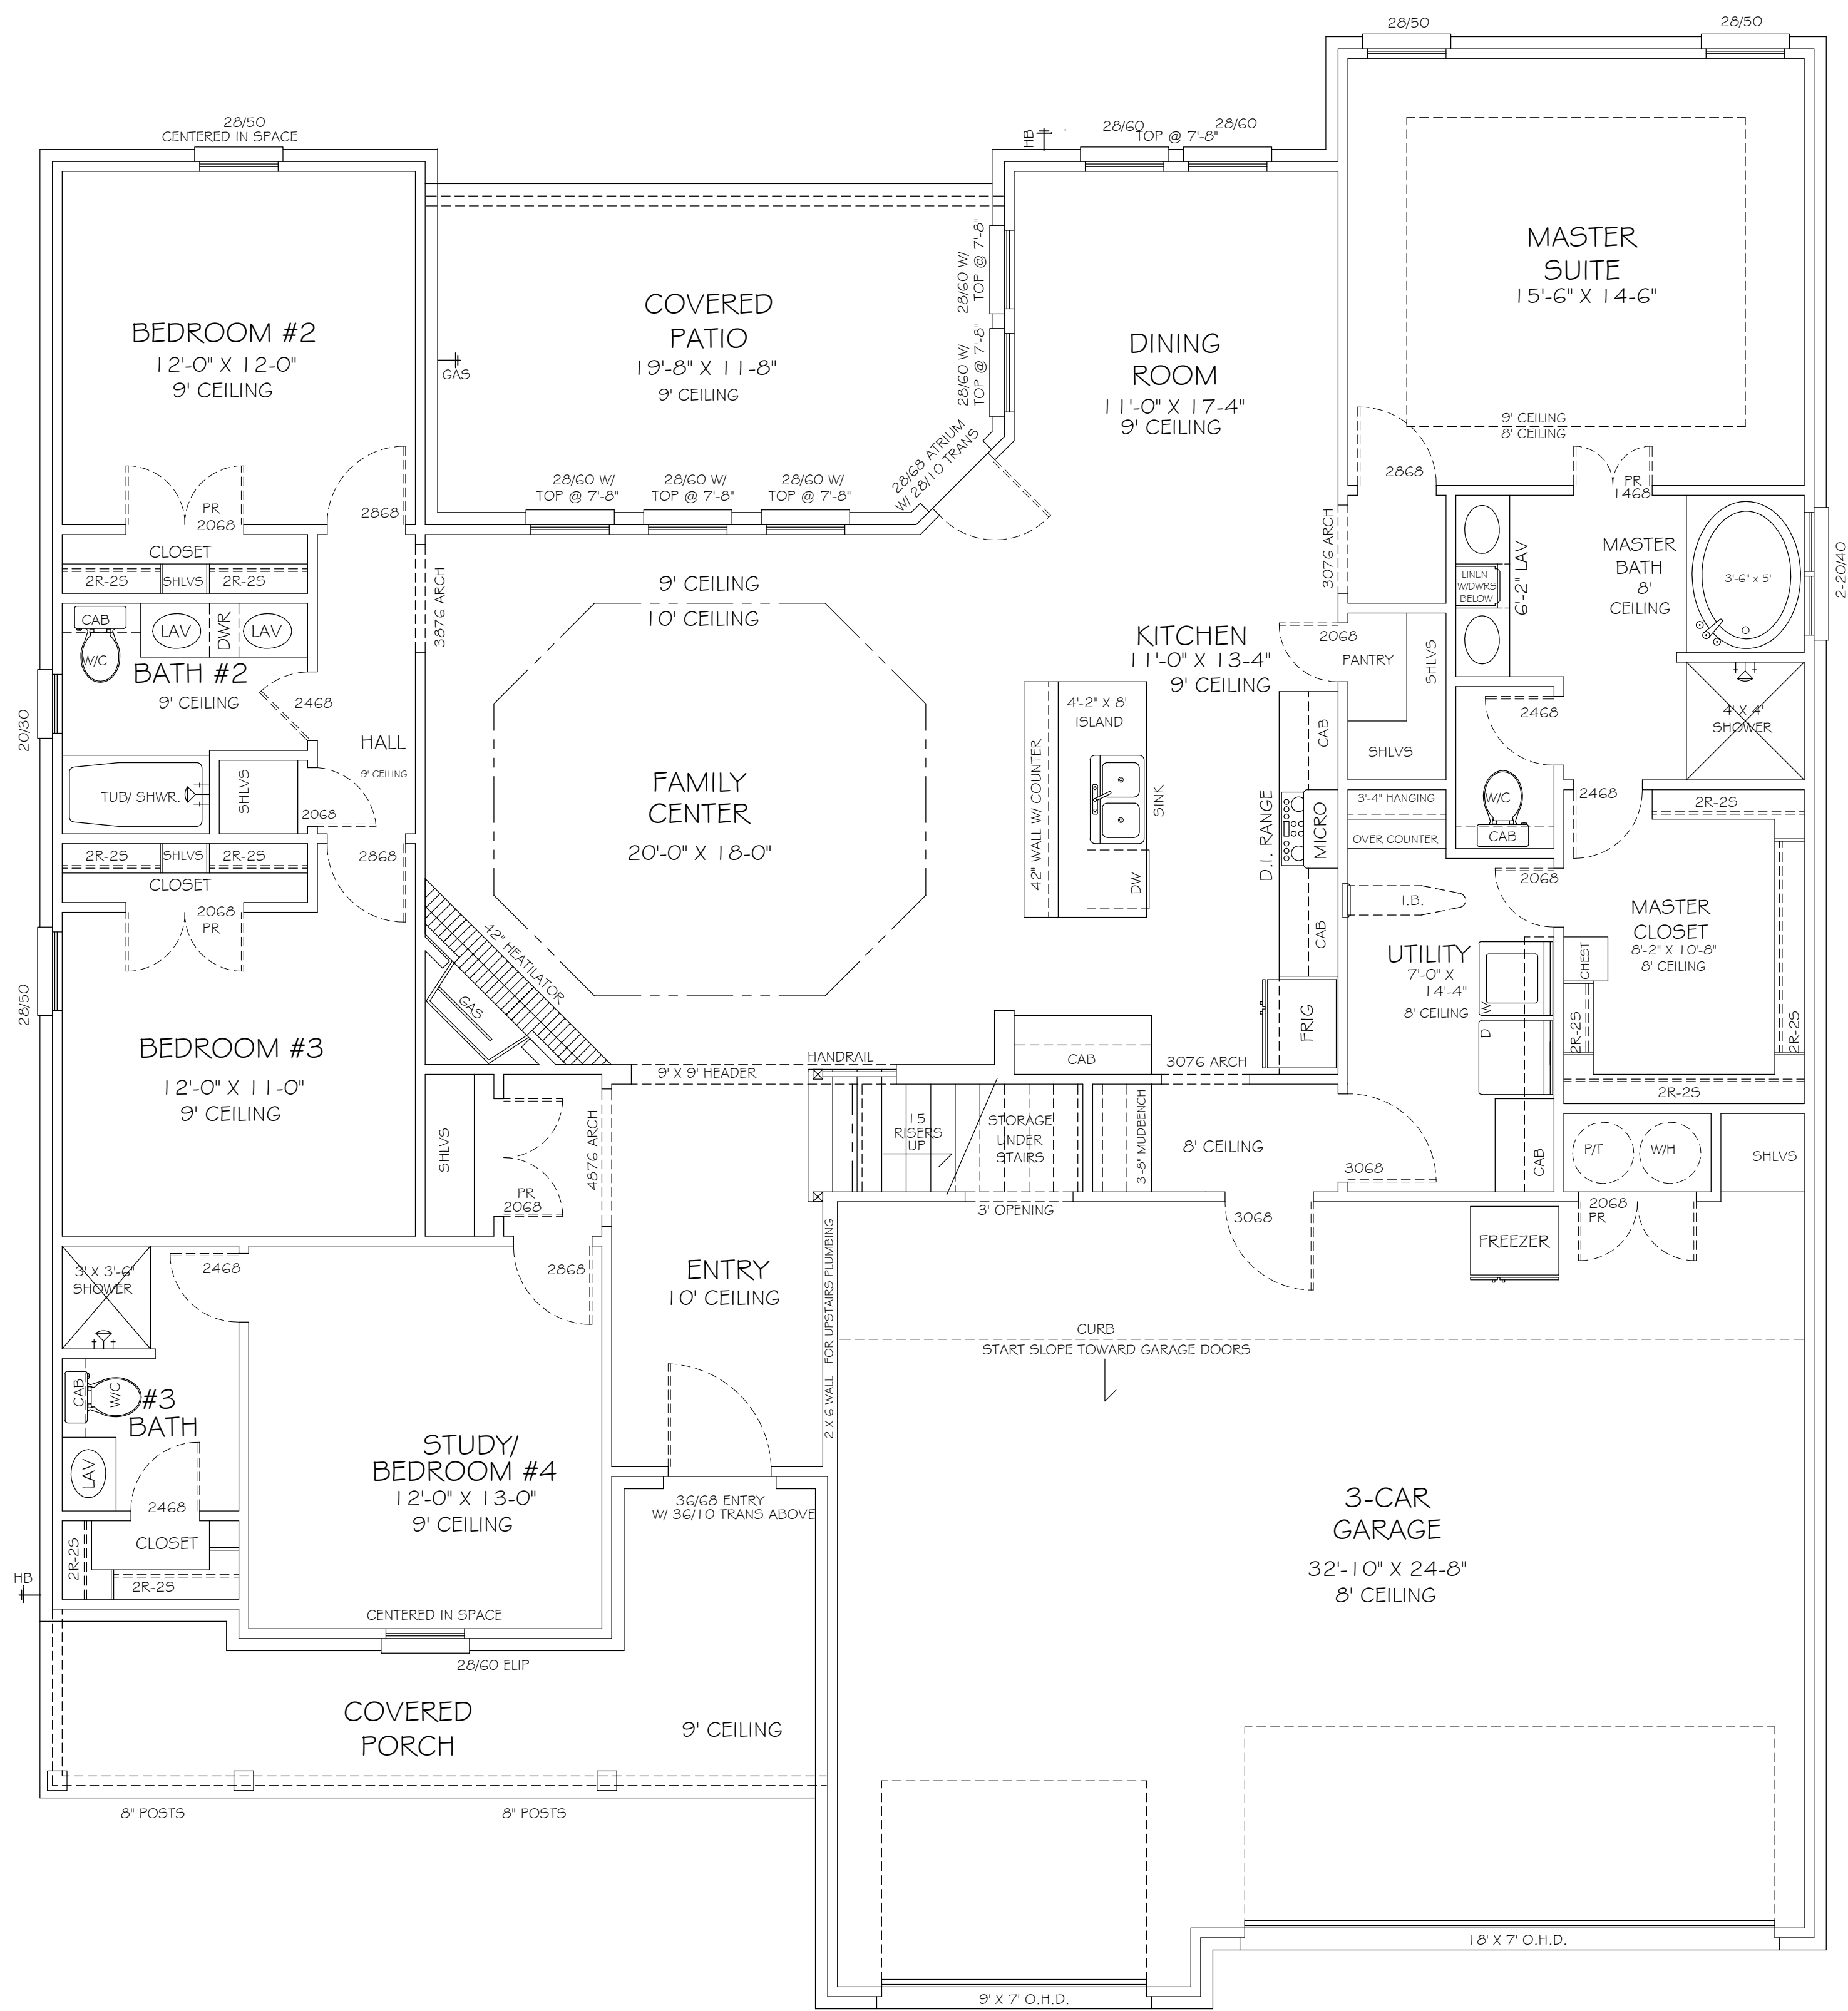 28/50
28/50
28/50
CENTERED IN SPACE
HB
28/60
28/60
TOP @ 7'-8"
MASTER
SUITE
15'-6" X 14-6"
9' CEILING
8' CEILING
BEDROOM #2
12'-0" X 12-0"
9' CEILING
GAS
COVERED
PATIO
19'-8" X 11-8"
9' CEILING
28/60 W/
TOP @ 7'-8"
28/60 W/
TOP @ 7'-8"
28/68 ATRIUM
W/ 28/10 TRANS
DINING
ROOM
11'-0" X 17-4"
9' CEILING
28/60 W/
TOP @ 7'-8"
28/60 W/
TOP @ 7'-8"
28/60 W/
TOP @ 7'-8"
PR
2068
2868
2868
PR
1468
CLOSET
2R-2S
SHLVS
2R-2S
3876 ARCH
9' CEILING
10' CEILING
3076 ARCH
LINEN
W/DWRS
BELOW
6'-2" LAV
MASTER
BATH
8'
CEILING
3'-6" x 5'
2-20/40
CAB
W/C
LAV
DWR
LAV
BATH #2
9' CEILING
2468
20/30
HALL
9' CEILING
TUB/ SHWR.
SHLVS
2068
FAMILY
CENTER
20'-0" X 18-0"
KITCHEN
11'-0" X 13-4"
9' CEILING
4'-2" X 8'
ISLAND
42" WALL W/ COUNTER
SINK
DW
D.I. RANGE
MICRO
CAB
CAB
FRIG
2068
PANTRY
SHLVS
SHLVS
2468
4' X 4'
SHOWER
W/C
CAB
2468
2R-2S
3'-4" HANGING
OVER COUNTER
I.B.
2068
MASTER
CLOSET
8'-2" X 10'-8"
8' CEILING
CHEST
2R-2S
2R-2S
2R-2S
UTILITY
7'-0" X
14'-4"
8' CEILING
W
D
CAB
2R-2S
SHLVS
2R-2S
CLOSET
2868
2068
PR
28/50
42" HEATILATOR
GAS
BEDROOM #3
12'-0" X 11-0"
9' CEILING
9' X 9' HEADER
HANDRAIL
CAB
3076 ARCH
SHLVS
PR
2068
4876 ARCH
15
RISERS
UP
STORAGE
UNDER
STAIRS
3'-8" MUDBENCH
8' CEILING
3068
P/T
W/H
SHLVS
3' OPENING
3068
2068
PR
FREEZER
3' X 3'-6"
SHOWER
2468
2868
ENTRY
10' CEILING
2 X 6 WALL FOR UPSTAIRS PLUMBING
CURB
START SLOPE TOWARD GARAGE DOORS
CAB
W/C
#3
BATH
LAV
2468
STUDY/
BEDROOM #4
12'-0" X 13-0"
9' CEILING
36/68 ENTRY
W/ 36/10 TRANS ABOVE
3-CAR
GARAGE
32'-10" X 24-8"
8' CEILING
CLOSET
2R-2S
2R-2S
HB
CENTERED IN SPACE
28/60 ELIP
COVERED
PORCH
9' CEILING
8" POSTS
8" POSTS
18' X 7' O.H.D.
9' X 7' O.H.D.